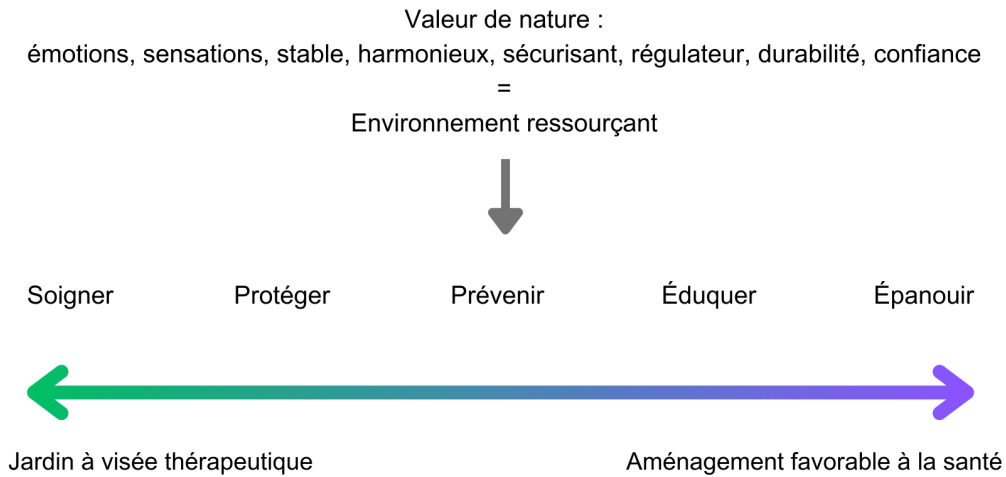 Valeur de nature :
émotions, sensations, stable, harmonieux, sécurisant, régulateur, durabilité, confiance
=
Environnement ressourçant
Soigner Protéger Prévenir Éduquer Épanouir
Jardin à visée thérapeutique Aménagement favorable à la santé